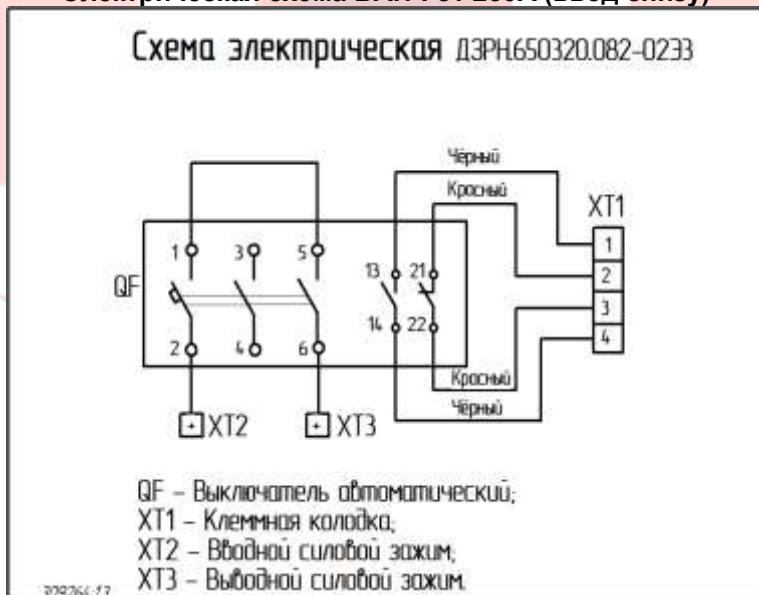 Схема электрическая ДЗРН.650320.082-02ЭЗ
Чёрный
Красный
XT1
1 3 5
13 21
1
2
3
4
QF
14 22
2 4 6
Красный
Чёрный
XT2 XT3
QF – Выключатель автоматический;
XT1 – Клеммная колодка;
XT2 – Вводной силовой зажим;
XT3 – Выводной силовой зажим.